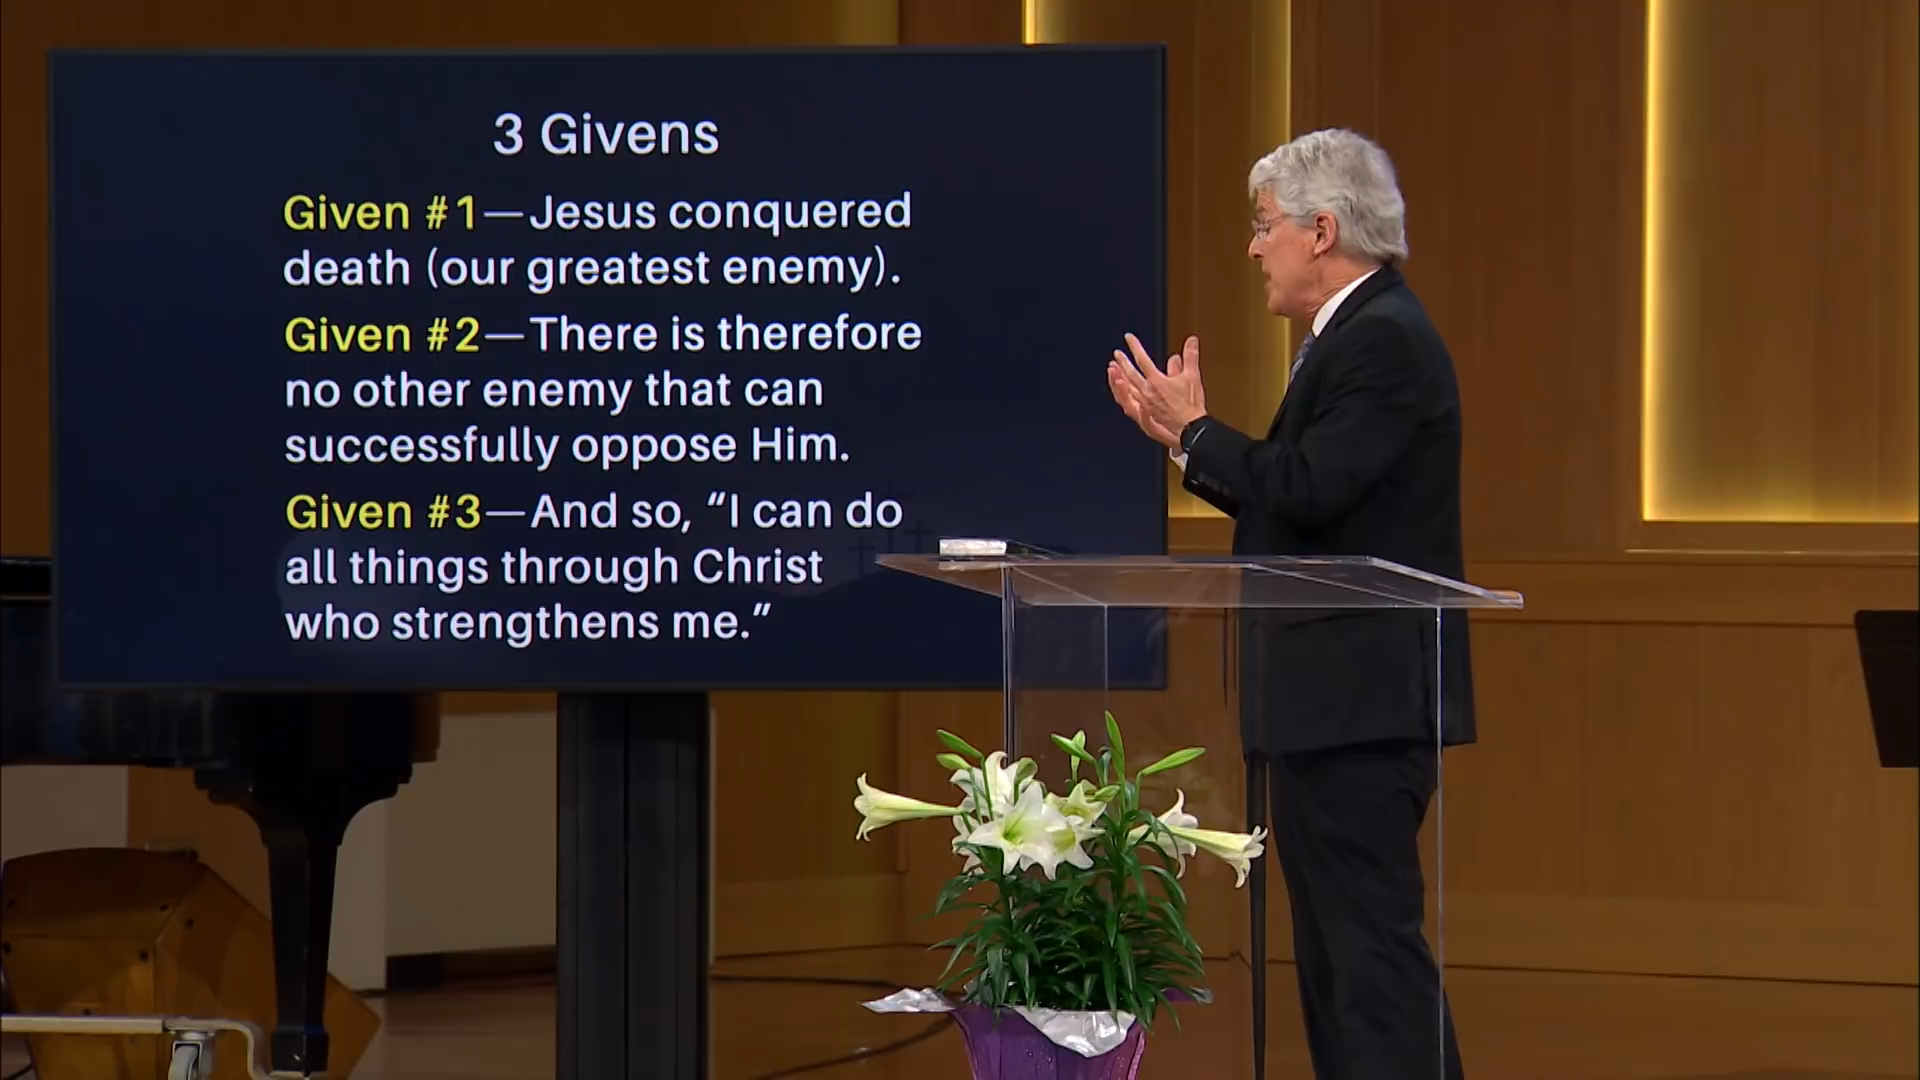 3 Givens
Given #1—Jesus conquered
death (our greatest enemy).
Given #2—There is therefore
no other enemy that can
successfully oppose Him.
Given #3—And so, “I can do
all things through Christ
who strengthens me.”